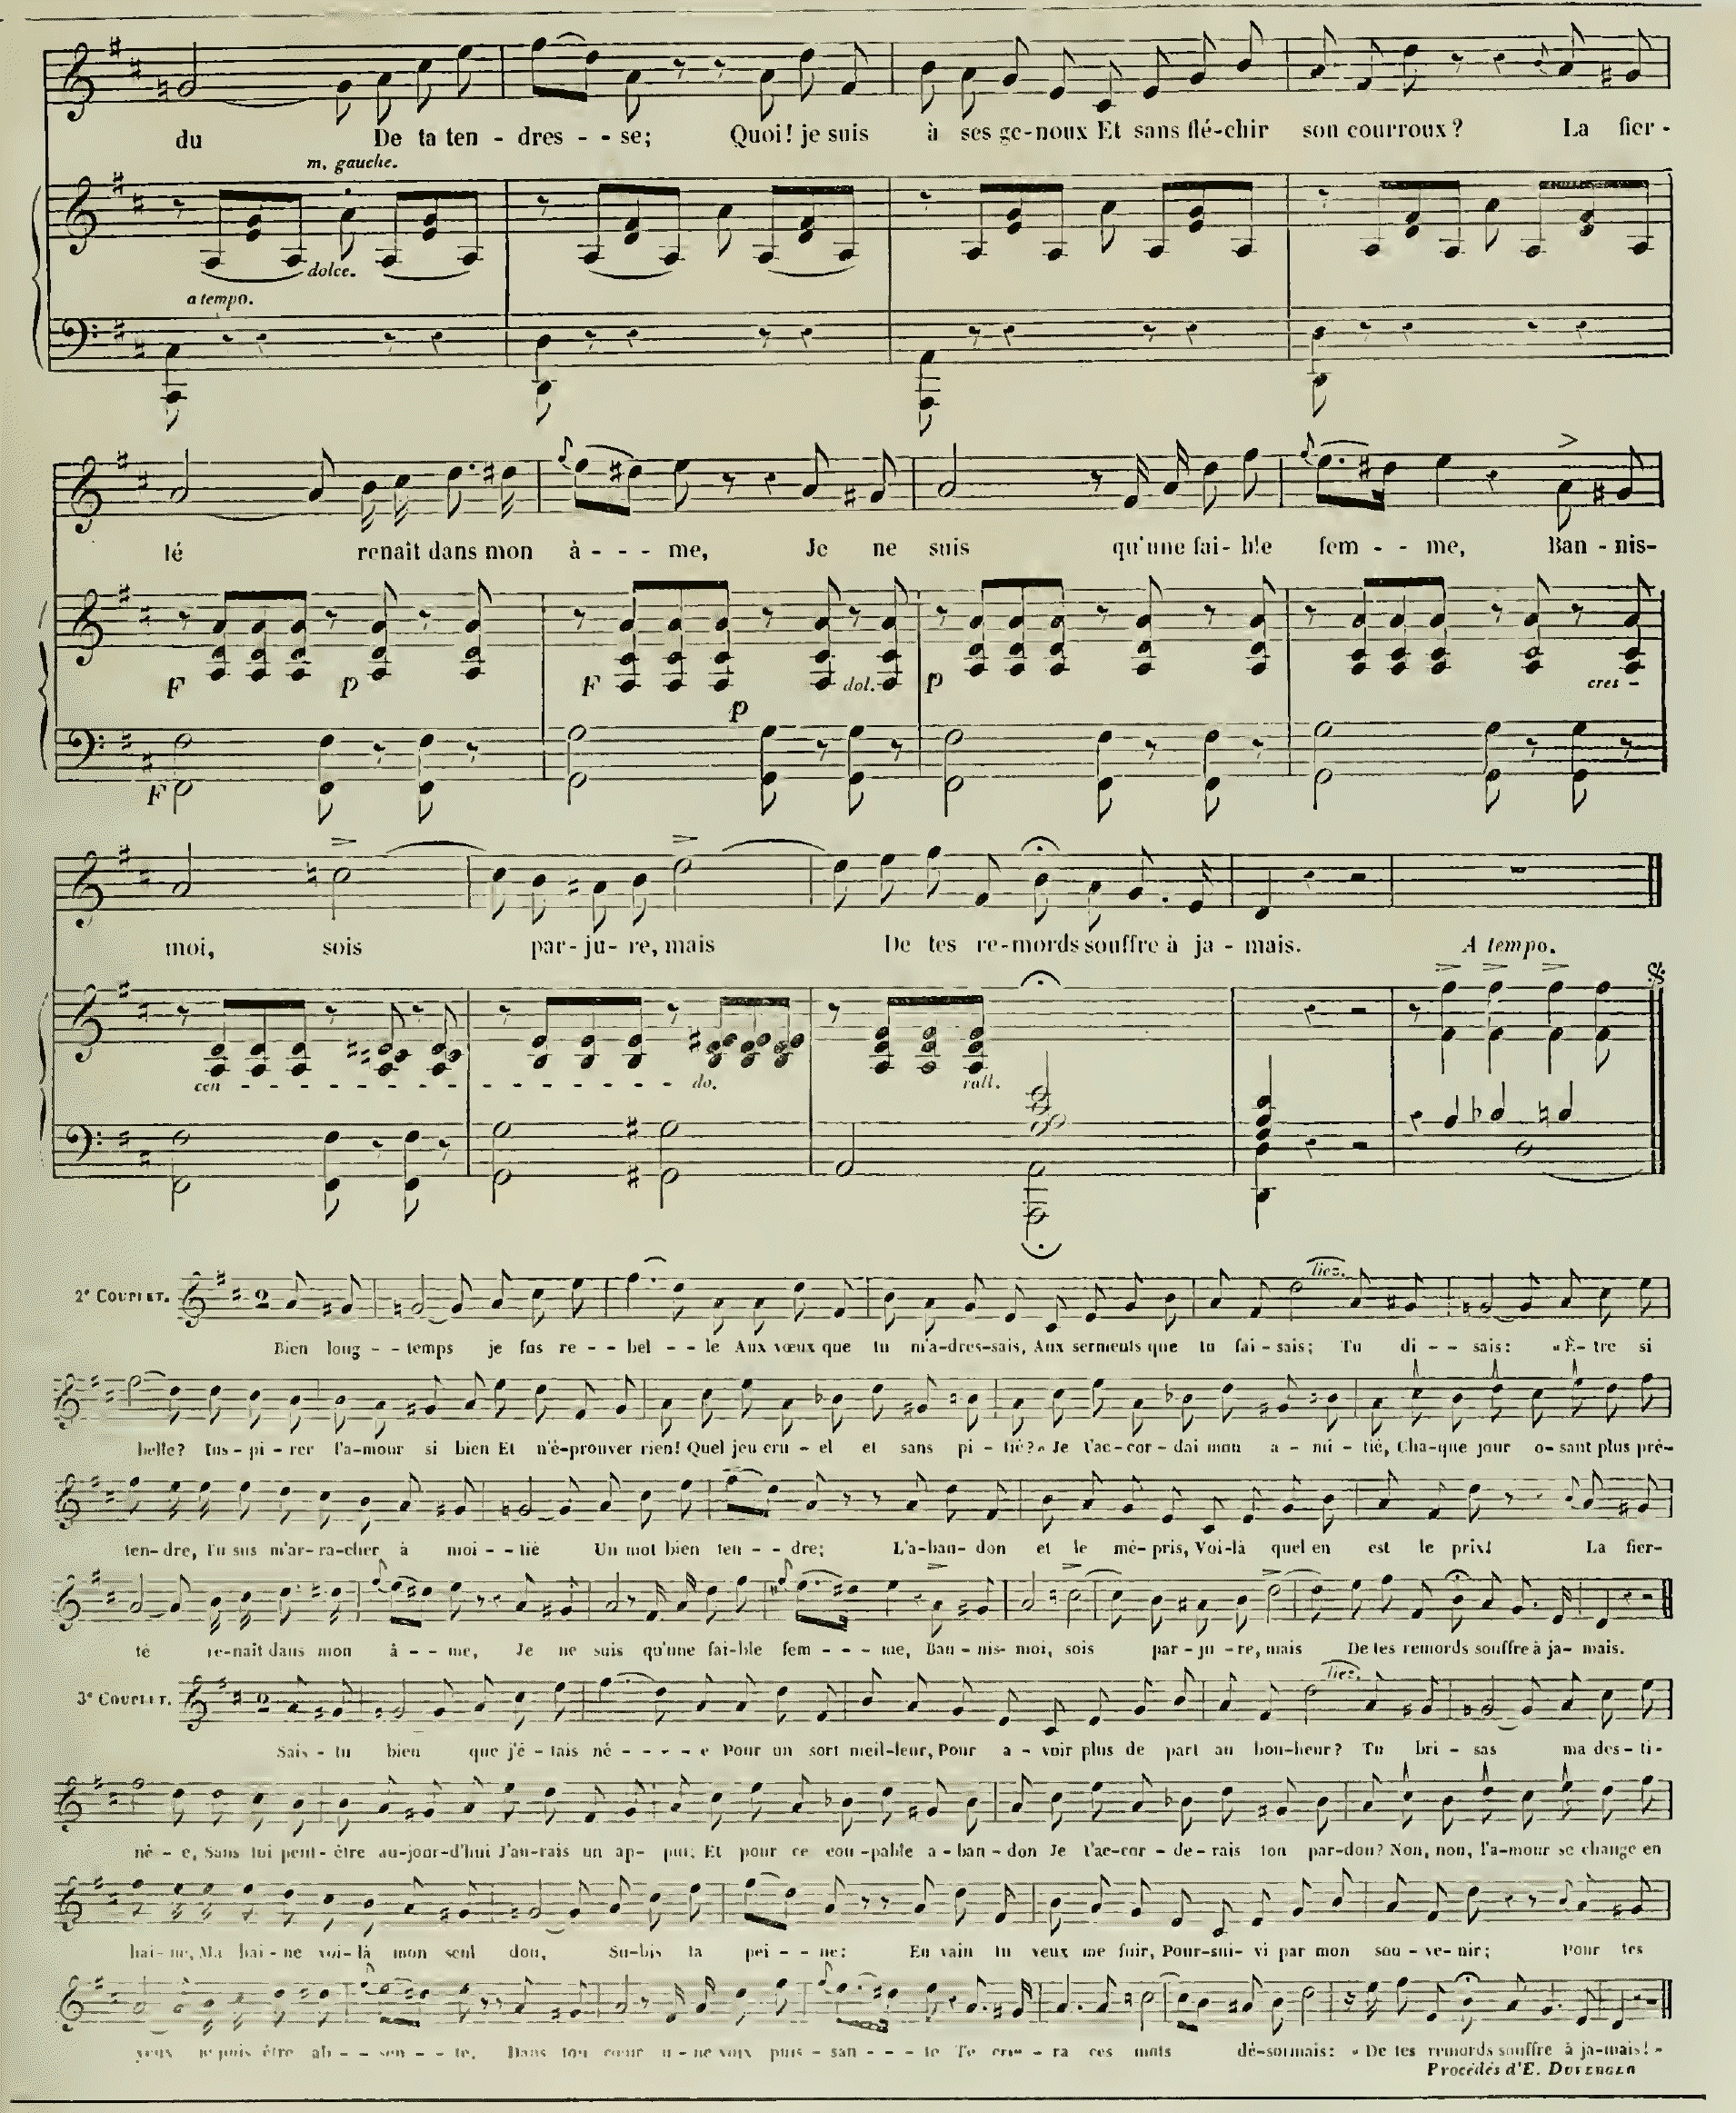 du De ta ten - dres - - se; Quoi! je suis à ses ge-noux Et sans flé-chir son courroux? La fier-
m. gauche.
dolce.
a tempo.
té renaît dans mon â - - - me, Je ne suis qu'une fai-ble fem - - me, Ban-nis-
F p F p dol. p cres -
F
moi, sois par-ju-re, mais De tes re-mords souffre à ja-mais. A tempo.
cen - - - - - - - - - - - - do. rall.
2e COUPLET. tiez.
Bien long - - temps je fus re - - bel - - le Aux vœux que tu m'a-dres-sais, Aux serments que tu fai-sais; Tu di - - sais: «Ê-tre si
belle? Ins-pi-rer l'a-mour si bien Et n'é-prouver rien! Quel jeu cru-el et sans pi-tié?» Je t'ac-cor-dai mon a-mi-tié, Cha-que jour o-sant plus pré-
ten-dre, Tu sus m'ar-ra-cher à moi - - tié Un mot bien ten - - dre; L'a-ban-don et le mé-pris, Voi-là quel en est le prix! La fier-
té re-naît dans mon â - - me, Je ne suis qu'une fai-ble fem - - - me, Ban-nis-moi, sois par-ju-re, mais De tes remords souffre à ja-mais.
3e COUPLET. tiez.
Sais-tu bien que j'é-tais né - - - - e Pour un sort meil-leur, Pour a-voir plus de part au bon-heur? Tu bri-sas ma des-ti-
né-e, Sans toi peut-être au-jour-d'hui J'au-rais un ap-pui; Et pour ce cou-pable a-ban-don Je t'ac-cor-de-rais ton par-don? Non, non, l'a-mour se change en
hai-ne, Ma hai-ne voi-là mon seul don, Su-bis ta pei - - ne: En vain tu veux me fuir, Pour-sui-vi par mon sou-ve-nir; Pour tes
yeux je puis être ab - - sen - - te, Dans ton cœur u-ne voix puis-san - - - te Te crie-ra ces mots dé-sormais: «De tes remords souffre à ja-mais!»
Procédés d'E. DUVERGER